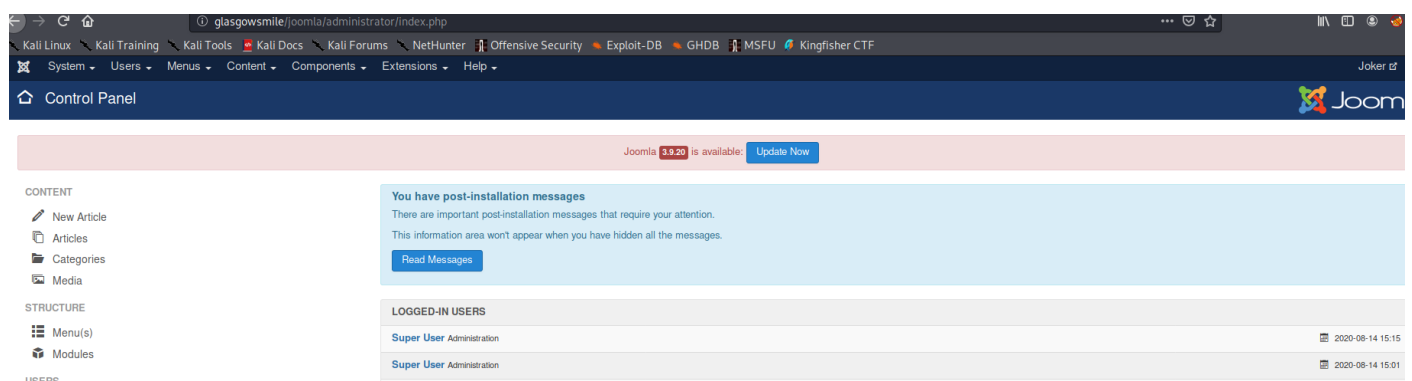 glasgowsmile/joomla/administrator/index.php
Kali Linux Kali Training Kali Tools Kali Docs Kali Forums NetHunter Offensive Security Exploit-DB GHDB MSFU Kingfisher CTF
System Users Menus Content Components Extensions Help Joker
Control Panel Joom
Joomla 3.9.20 is available: Update Now
CONTENT
New Article
Articles
Categories
Media
STRUCTURE
Menu(s)
Modules
USERS
You have post-installation messages
There are important post-installation messages that require your attention.
This information area won't appear when you have hidden all the messages.
Read Messages
LOGGED-IN USERS
Super User Administration 2020-08-14 15:15
Super User Administration 2020-08-14 15:01